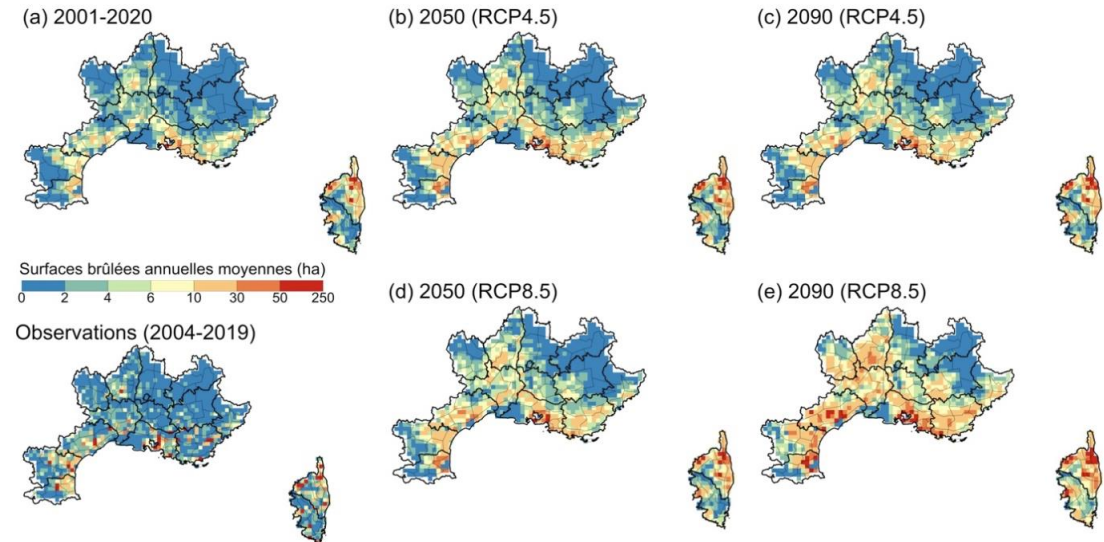 (a) 2001-2020
(b) 2050 (RCP4.5)
(c) 2090 (RCP4.5)
Surfaces brûlées annuelles moyennes (ha)
0 2 4 6 10 30 50 250
Observations (2004-2019)
(d) 2050 (RCP8.5)
(e) 2090 (RCP8.5)